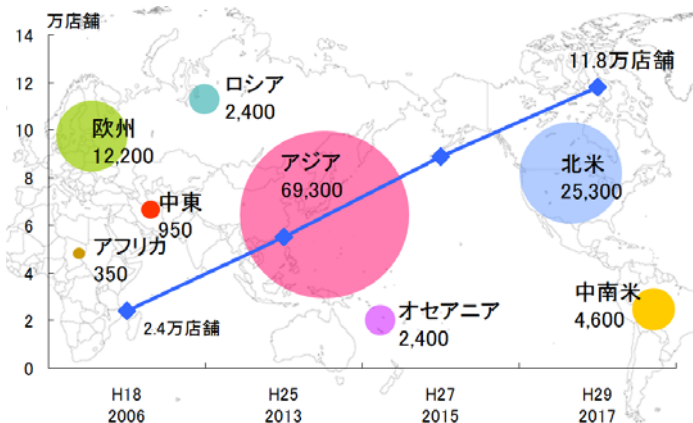 万店舗
14
12
10
8
6
4
2
0
欧州
12,200
ロシア
2,400
アジア
69,300
11.8万店舗
北米
25,300
中東
950
アフリカ
350
2.4万店舗
オセアニア
2,400
中南米
4,600
H18
2006
H25
2013
H27
2015
H29
2017